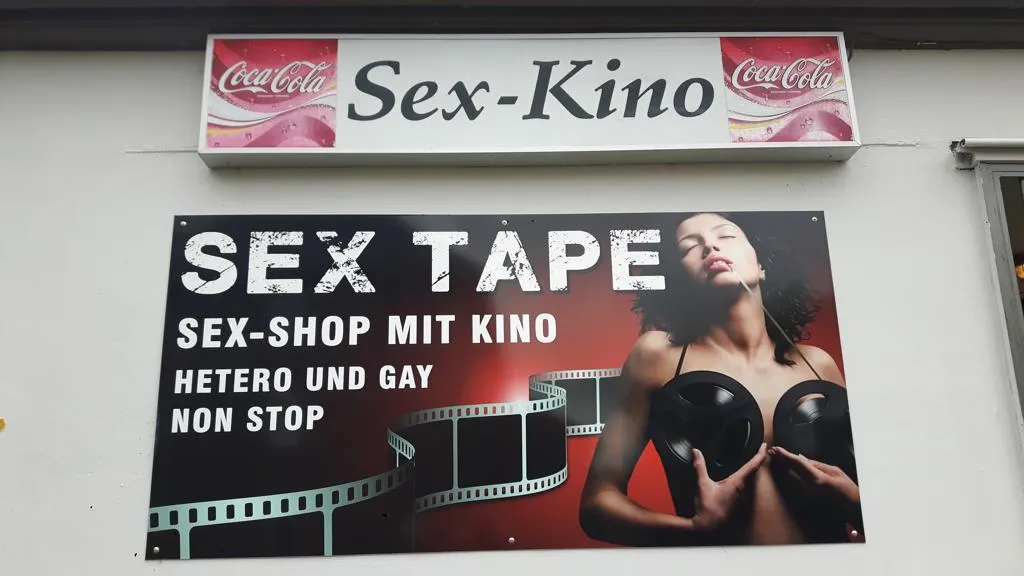 Coca-Cola Sex-Kino Coca-Cola
SEX TAPE
SEX-SHOP MIT KINO
HETERO UND GAY
NON STOP